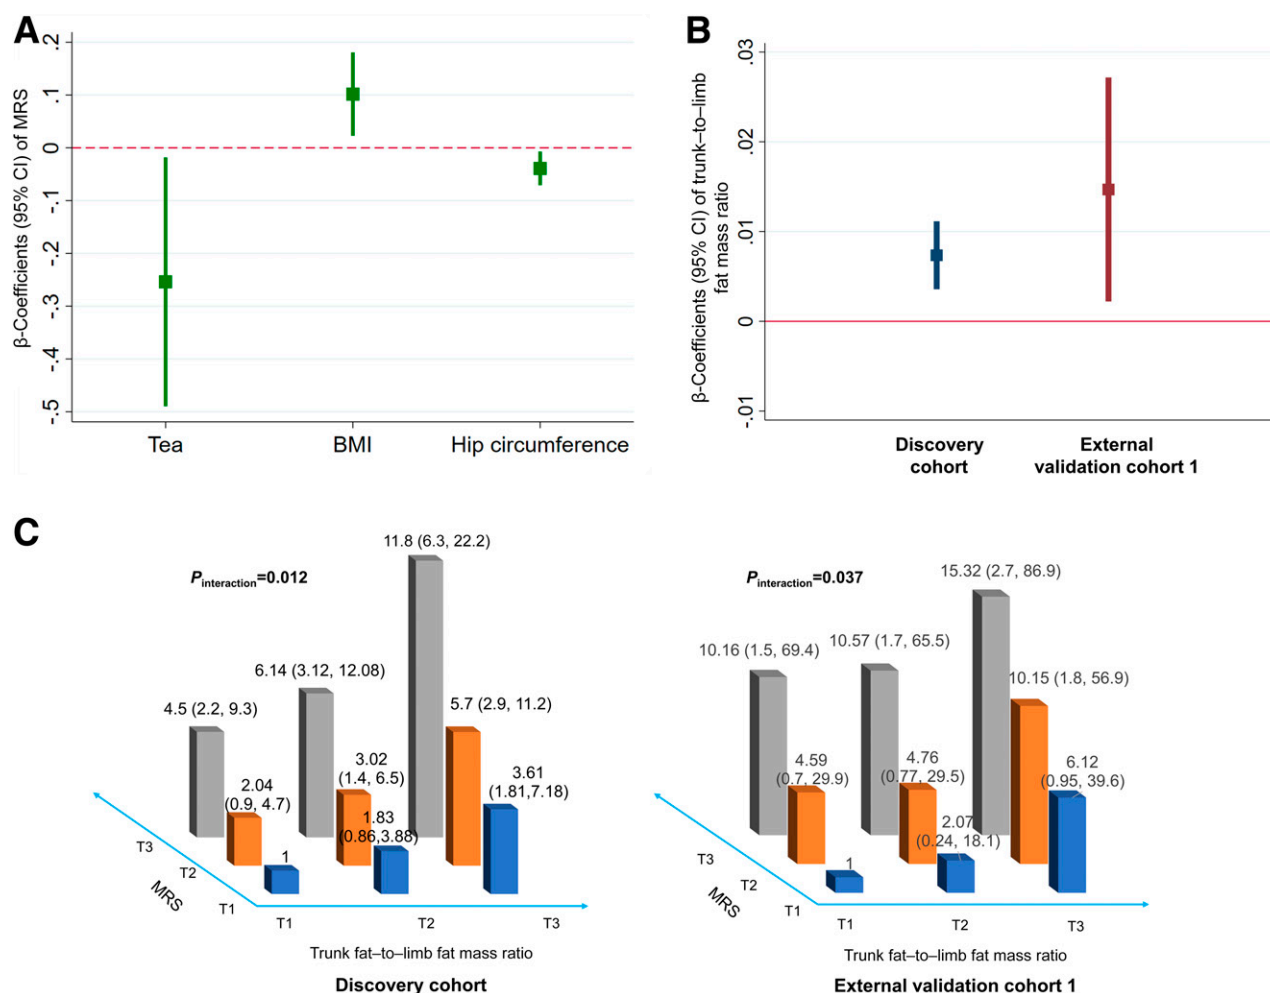 A
β-Coefficients (95% CI) of MRS
.2
.1
0
-.1
-.2
-.3
-.4
-.5
Tea
BMI
Hip circumference
B
β-Coefficients (95% CI) of trunk–to–limb
fat mass ratio
.03
.02
.01
0
-.01
Discovery
cohort
External
validation cohort 1
C
Pinteraction=0.012
11.8 (6.3, 22.2)
6.14 (3.12, 12.08)
4.5 (2.2, 9.3)
5.7 (2.9, 11.2)
3.02
(1.4, 6.5)
2.04
(0.9, 4.7)
3.61
(1.81,7.18)
1.83
(0.86,3.88)
1
T3
T2
T1
MRS
T1
T2
T3
Trunk fat–to–limb fat mass ratio
Discovery cohort
Pinteraction=0.037
15.32 (2.7, 86.9)
10.57 (1.7, 65.5)
10.16 (1.5, 69.4)
10.15 (1.8, 56.9)
4.76
(0.77, 29.5)
4.59
(0.7, 29.9)
6.12
(0.95, 39.6)
2.07
(0.24, 18.1)
1
T3
T2
T1
MRS
T1
T2
T3
Trunk fat–to–limb fat mass ratio
External validation cohort 1